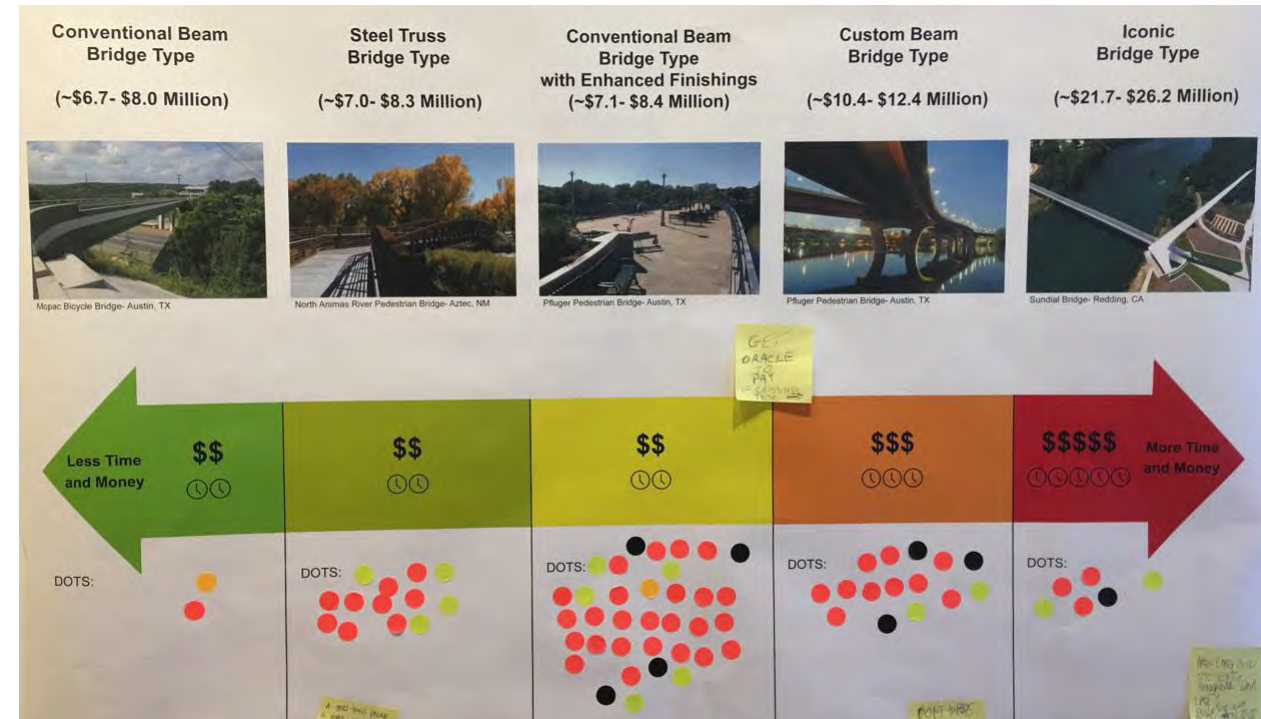 Conventional Beam
Bridge Type
(~$6.7- $8.0 Million)
Steel Truss
Bridge Type
(~$7.0- $8.3 Million)
Conventional Beam
Bridge Type
with Enhanced Finishings
(~$7.1- $8.4 Million)
Custom Beam
Bridge Type
(~$10.4- $12.4 Million)
Iconic
Bridge Type
(~$21.7- $26.2 Million)
Mopac Bicycle Bridge- Austin, TX
North Animas River Pedestrian Bridge- Aztec, NM
Pfluger Pedestrian Bridge- Austin, TX
Pfluger Pedestrian Bridge- Austin, TX
Sundial Bridge- Redding, CA
GET
ORACLE
TO
PAY
Less Time
and Money
$$
$$
$$
$$$
$$$$$
More Time
and Money
DOTS:
DOTS:
DOTS:
DOTS:
DOTS: